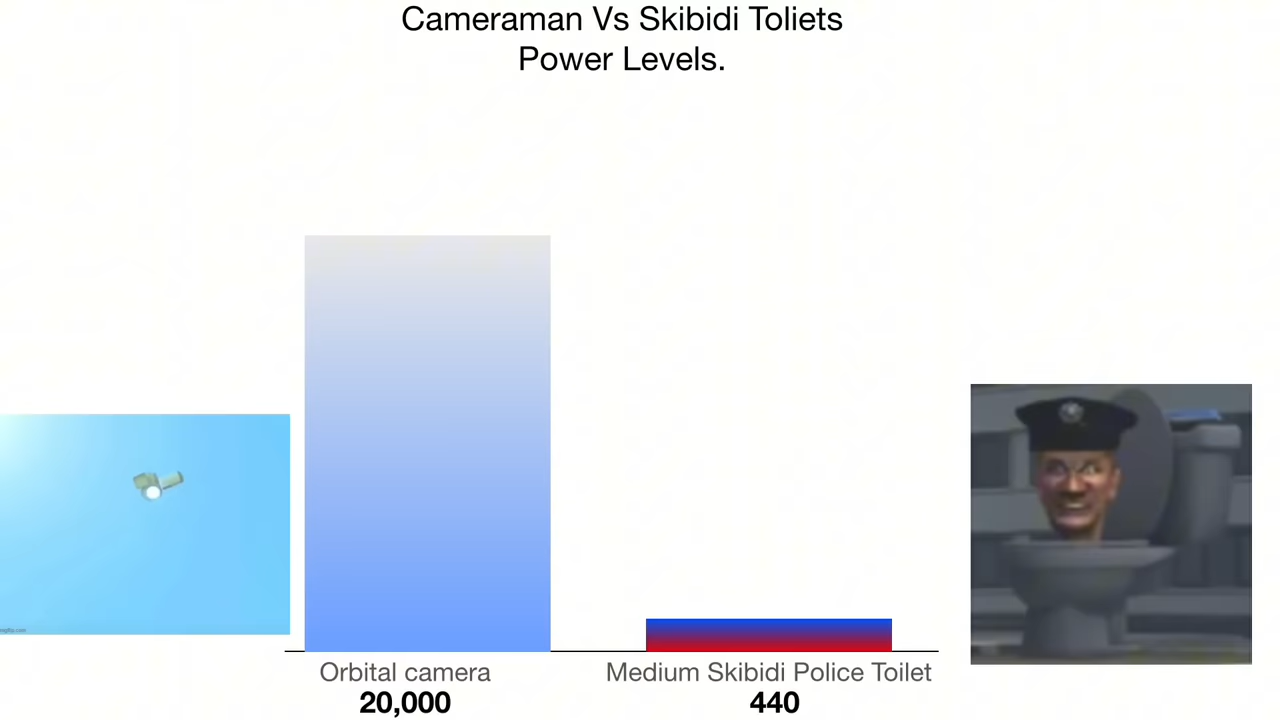 Cameraman Vs Skibidi Toliets
Power Levels.
Orbital camera
20,000
Medium Skibidi Police Toilet
440